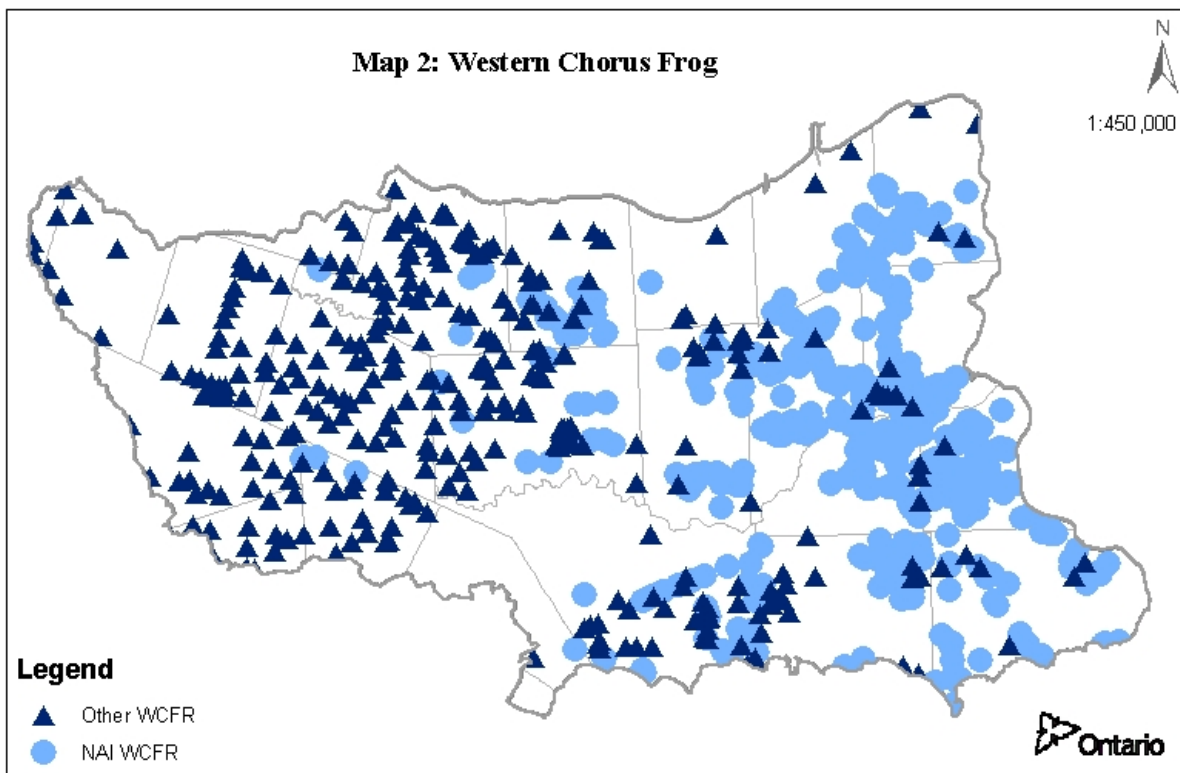 Map 2: Western Chorus Frog
N
1:450,000
Legend
Other WCFR
NAI WCFR
Ontario